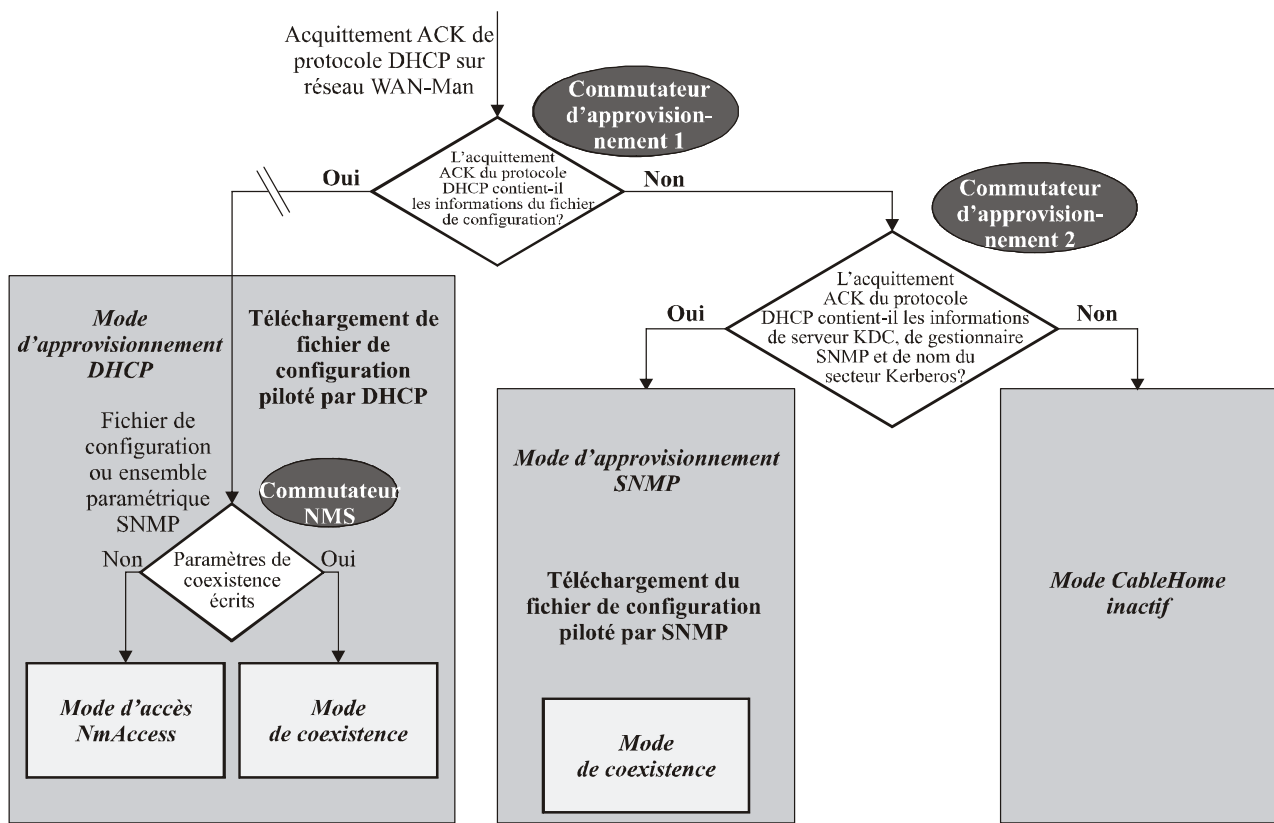 Acquittement ACK de
protocole DHCP sur
réseau WAN-Man
Commutateur
d'approvision-
nement 1
L'acquittement
ACK du protocole
DHCP contient-il
les informations du fichier
de configuration?
Oui
Non
Commutateur
d'approvision-
nement 2
L'acquittement
ACK du protocole
DHCP contient-il les informations
de serveur KDC, de gestionnaire
SNMP et de nom du
secteur Kerberos?
Oui
Non
Mode
d'approvisionnement
DHCP
Téléchargement de
fichier de
configuration
piloté par DHCP
Fichier de
configuration
ou ensemble
paramétrique
SNMP
Commutateur
NMS
Non
Paramètres de
coexistence
écrits
Oui
Mode d'accès
NmAccess
Mode
de coexistence
Mode d'approvisionnement
SNMP
Téléchargement du
fichier de configuration
piloté par SNMP
Mode
de coexistence
Mode CableHome
inactif